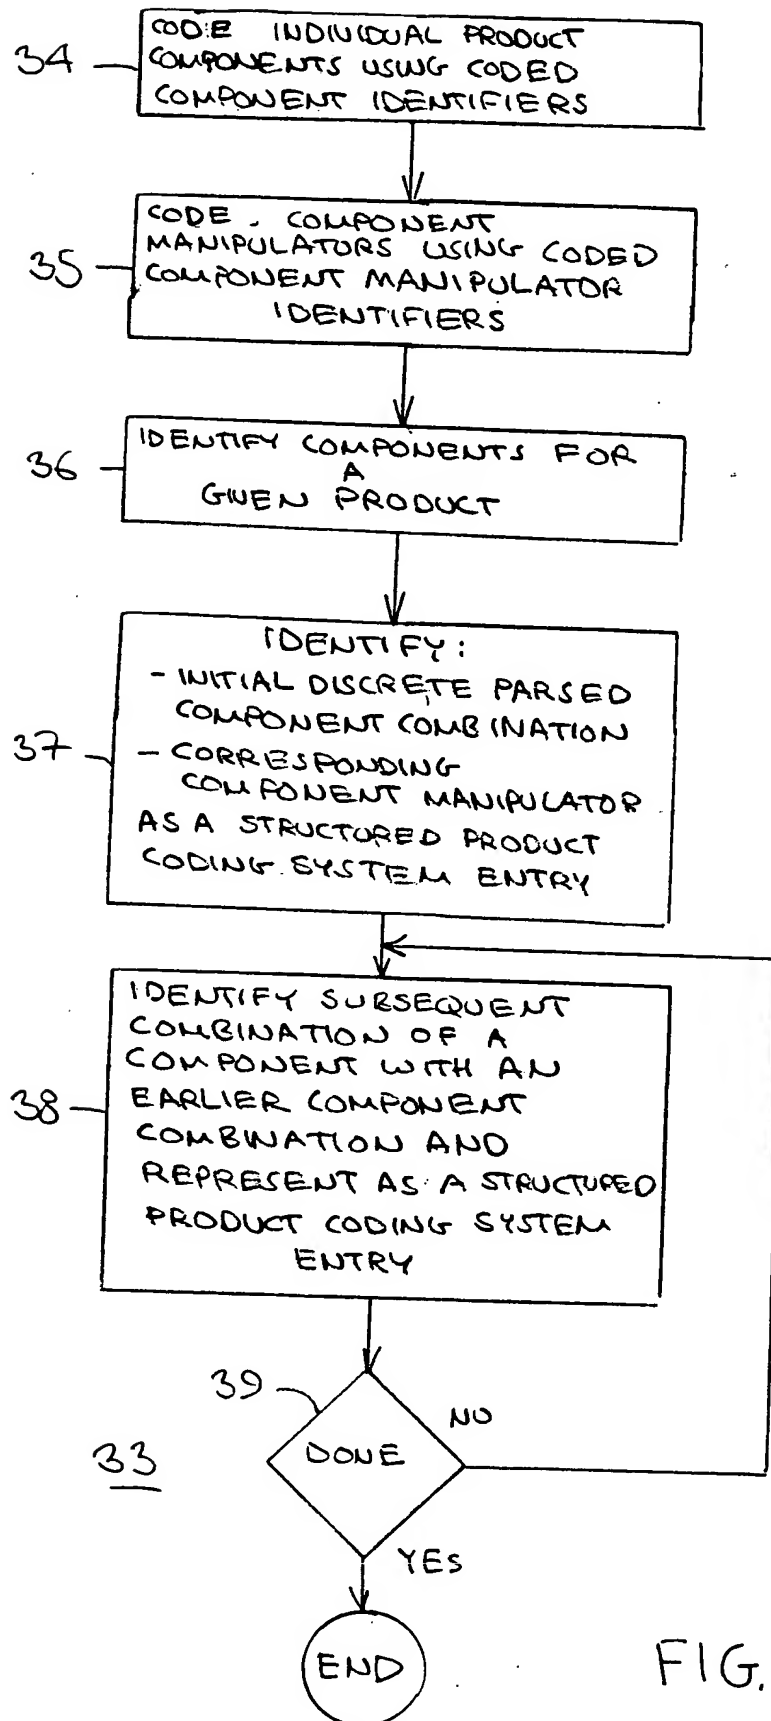 34
CODE INDIVIDUAL PRODUCT
COMPONENTS USING CODED
COMPONENT IDENTIFIERS
35
CODE. COMPONENT
MANIPULATORS USING CODED
COMPONENT MANIPULATOR
IDENTIFIERS
36
IDENTIFY COMPONENTS FOR
A
GIVEN PRODUCT
37
IDENTIFY:
- INITIAL DISCRETE PARSED
COMPONENT COMBINATION
- CORRESPONDING
COMPONENT MANIPULATOR
AS A STRUCTURED PRODUCT
CODING SYSTEM ENTRY
38
IDENTIFY SUBSEQUENT
COMBINATION OF A
COMPONENT WITH AN
EARLIER COMPONENT
COMBINATION AND
REPRESENT AS A STRUCTURED
PRODUCT CODING SYSTEM
ENTRY
39
NO
DONE
33
YES
END
FIG.